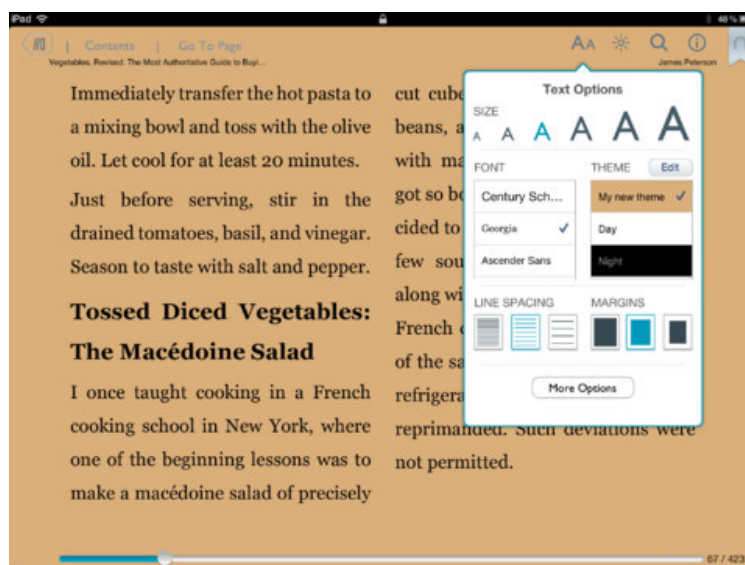 iPad
48%
| Contents | Go To Page
AA
Vegetables, Revised: The Most Authoritative Guide to Buyi...
James Peterson
Immediately transfer the hot pasta to
a mixing bowl and toss with the olive
oil. Let cool for at least 20 minutes.
Just before serving, stir in the
drained tomatoes, basil, and vinegar.
Season to taste with salt and pepper.
Tossed Diced Vegetables:
The Macédoine Salad
I once taught cooking in a French
cooking school in New York, where
one of the beginning lessons was to
make a macédoine salad of precisely
cut cube
beans, a
with ma
got so bo
cided to
few sou
along wi
French c
of the sa
refrigera
reprimanded. Such deviations were
not permitted.
Text Options
SIZE
A A A A A A
FONT
THEME Edit
Century Sch...
My new theme
Georgia
Day
Ascender Sans
Night
LINE SPACING
MARGINS
More Options
67 / 423